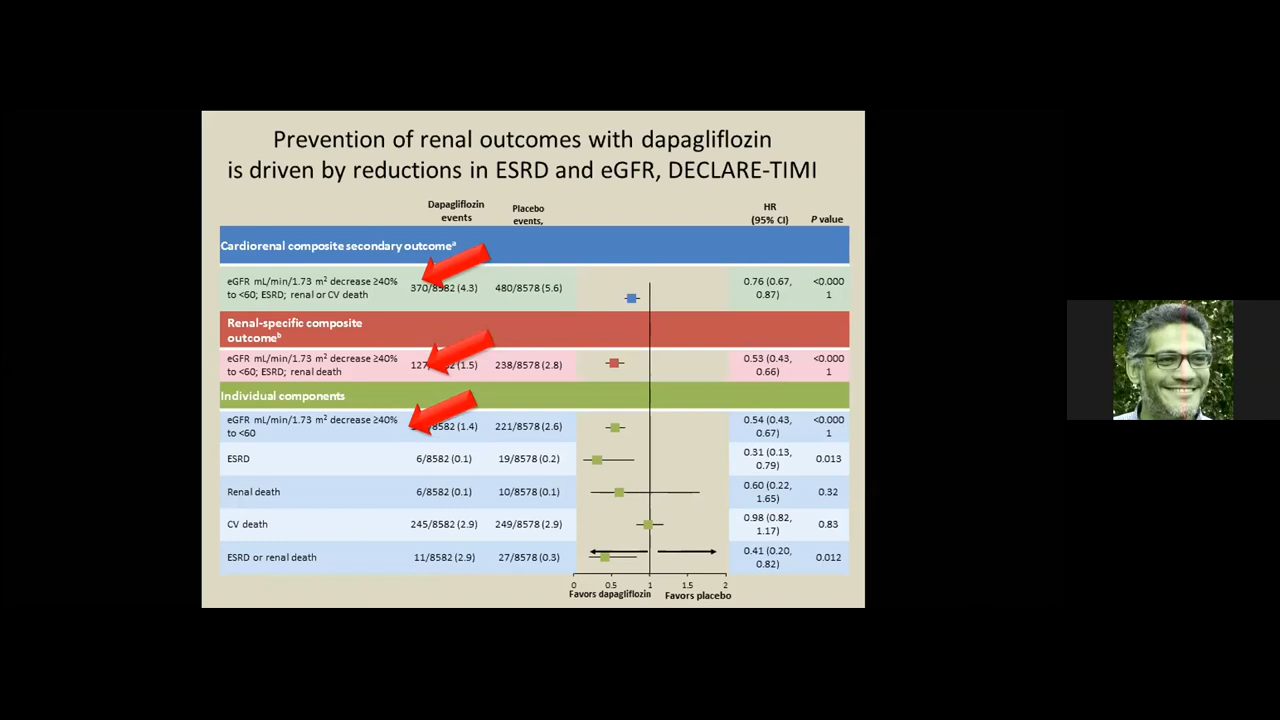 Prevention of renal outcomes with dapagliflozin
is driven by reductions in ESRD and eGFR, DECLARE-TIMI
Dapagliflozin
events
Placebo
events,
HR
(95% CI)
P value
Cardiorenal composite secondary outcomeᵃ
eGFR mL/min/1.73 m² decrease ≥40%
to <60; ESRD; renal or CV death
370/8582 (4.3)
480/8578 (5.6)
0.76 (0.67,
0.87)
<0.000
1
Renal-specific composite
outcomeᵇ
eGFR mL/min/1.73 m² decrease ≥40%
to <60; ESRD; renal death
(1.5)
238/8578 (2.8)
0.53 (0.43,
0.66)
<0.000
1
Individual components
eGFR mL/min/1.73 m² decrease ≥40%
to <60
8582 (1.4)
221/8578 (2.6)
0.54 (0.43,
0.67)
<0.000
1
ESRD
6/8582 (0.1)
19/8578 (0.2)
0.31 (0.13,
0.79)
0.013
Renal death
6/8582 (0.1)
10/8578 (0.1)
0.60 (0.22,
1.65)
0.32
CV death
245/8582 (2.9)
249/8578 (2.9)
0.98 (0.82,
1.17)
0.83
ESRD or renal death
11/8582 (2.9)
27/8578 (0.3)
0.41 (0.20,
0.82)
0.012
0 0.5 1 1.5 2
Favors dapagliflozin Favors placebo